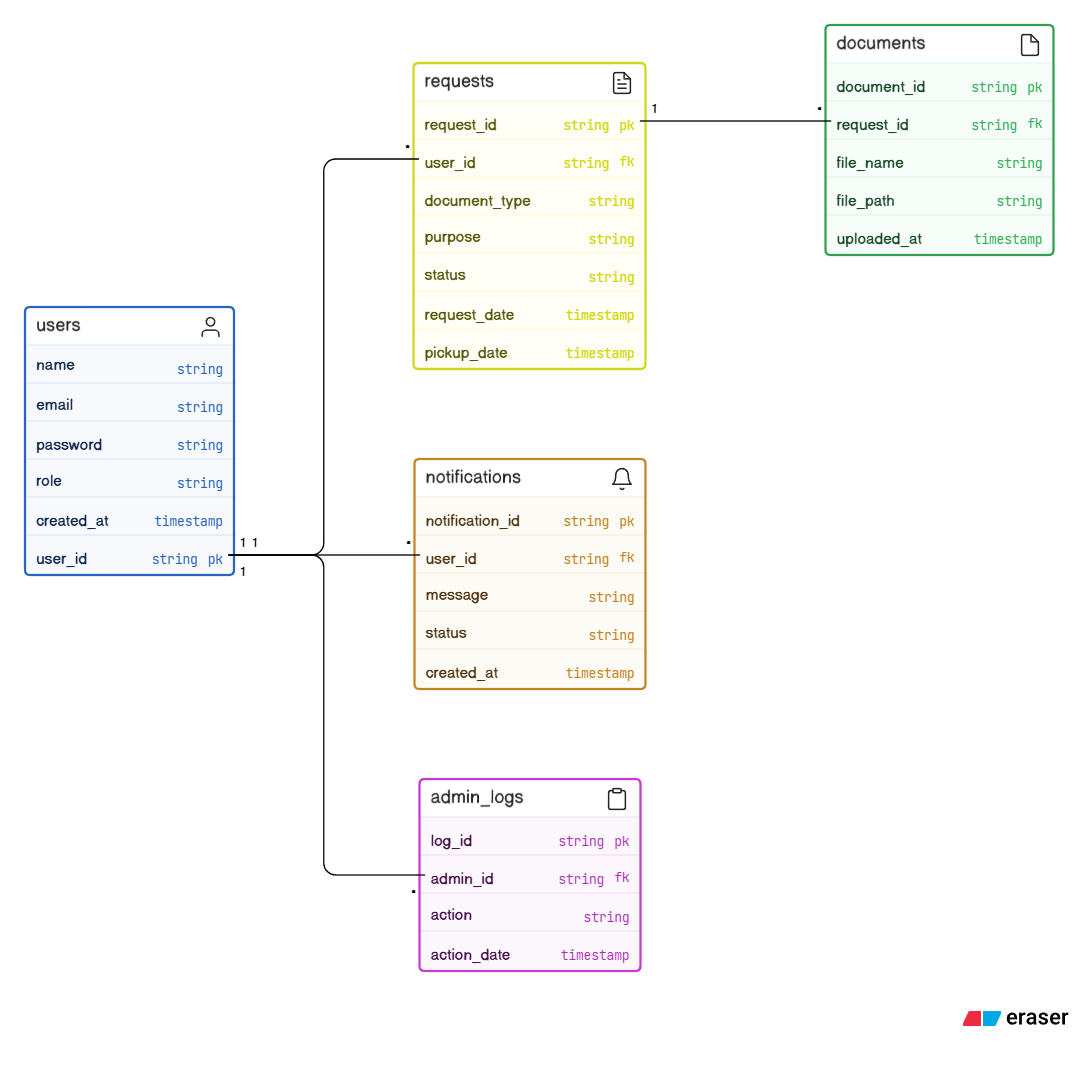 users
name string
email string
password string
role string
created_at timestamp
user_id string pk
1 1
1
requests
request_id string pk
user_id string fk
document_type string
purpose string
status string
request_date timestamp
pickup_date timestamp
1
documents
document_id string pk
request_id string fk
file_name string
file_path string
uploaded_at timestamp
notifications
notification_id string pk
user_id string fk
message string
status string
created_at timestamp
admin_logs
log_id string pk
admin_id string fk
action string
action_date timestamp
eraser